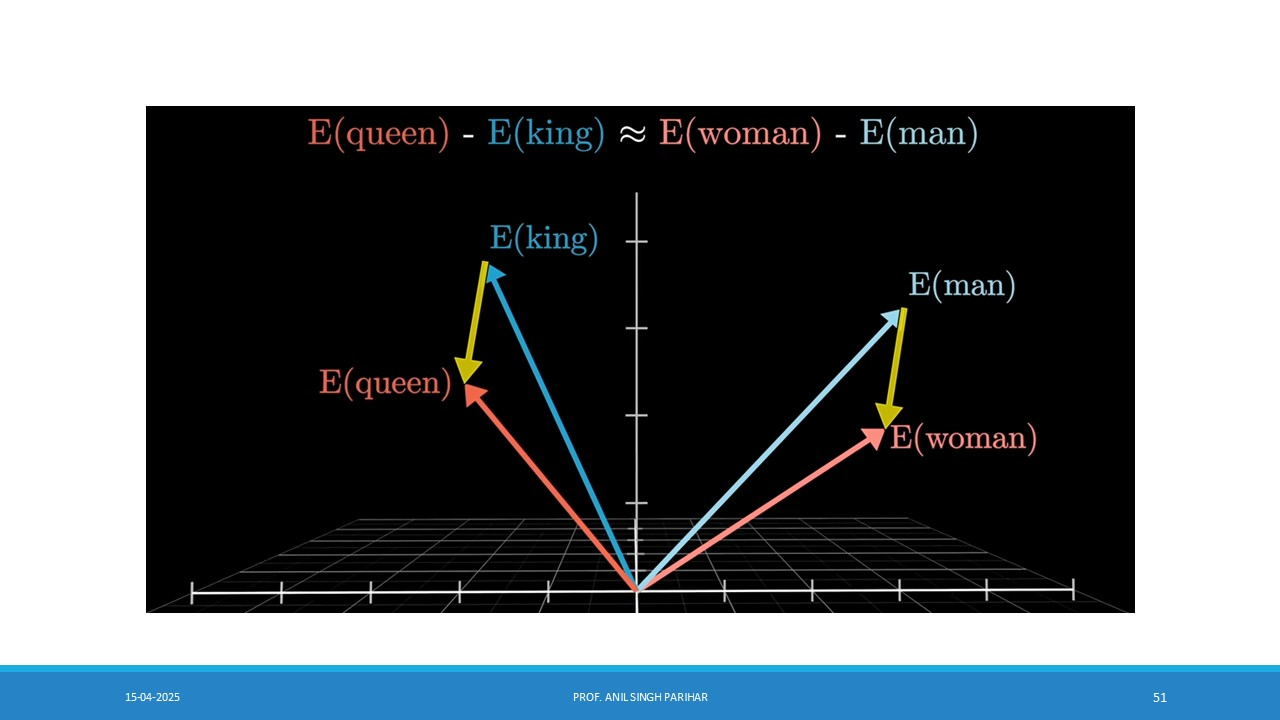 E(queen) - E(king) ≈ E(woman) - E(man)
E(king)
E(man)
E(queen)
E(woman)
15-04-2025
PROF. ANIL SINGH PARIHAR
51